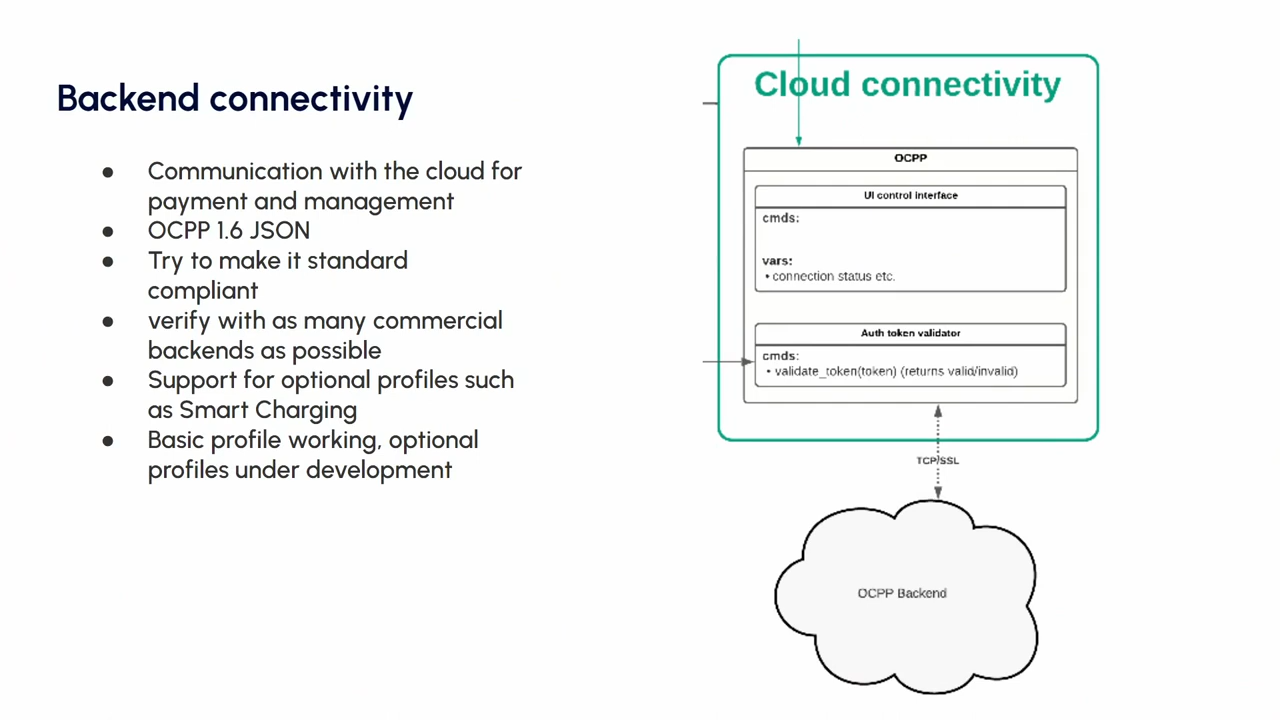 Backend connectivity
● Communication with the cloud for
payment and management
● OCPP 1.6 JSON
● Try to make it standard
compliant
● verify with as many commercial
backends as possible
● Support for optional profiles such
as Smart Charging
● Basic profile working, optional
profiles under development
Cloud connectivity
OCPP
UI control interface
cmds:
vars:
• connection status etc.
Auth token validator
cmds:
• validate_token(token) (returns valid/invalid)
TCP/SSL
OCPP Backend